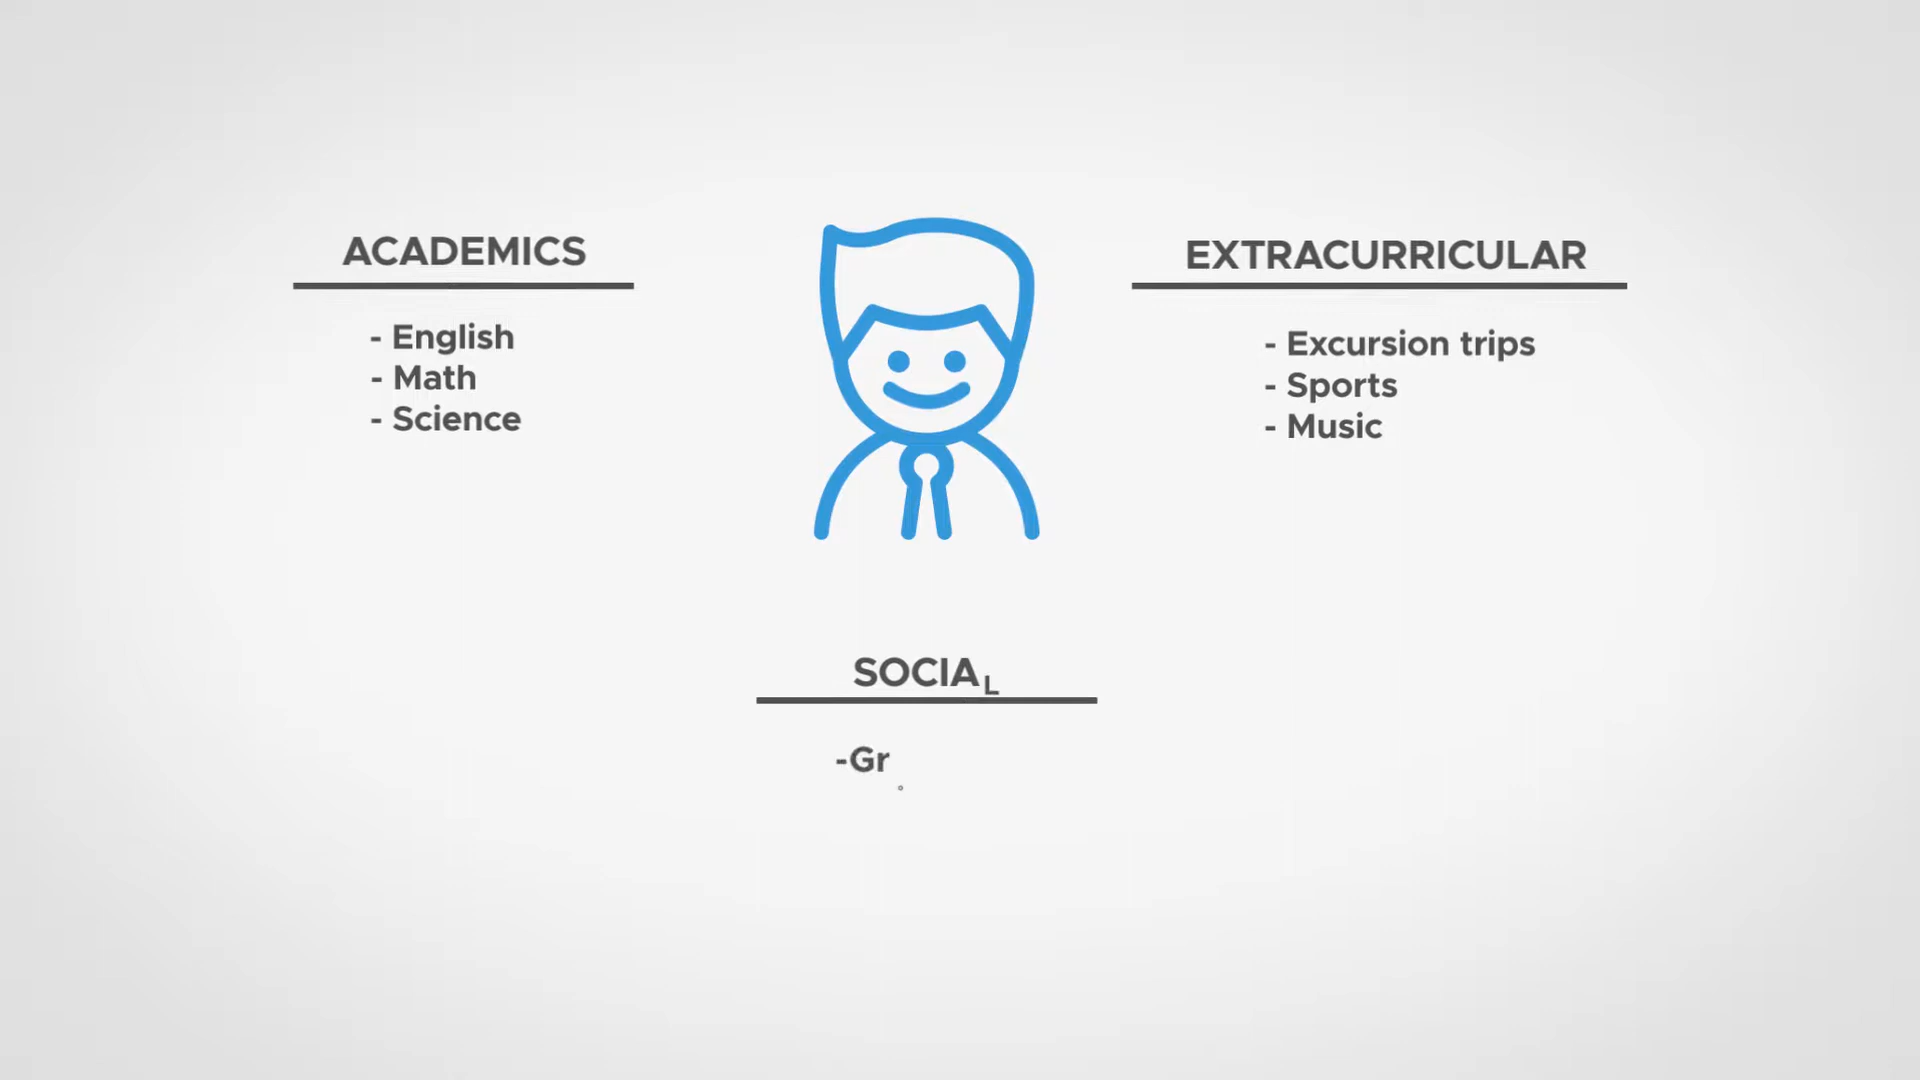 ACADEMICS
- English
- Math
- Science
EXTRACURRICULAR
- Excursion trips
- Sports
- Music
SOCIAL
-Gr